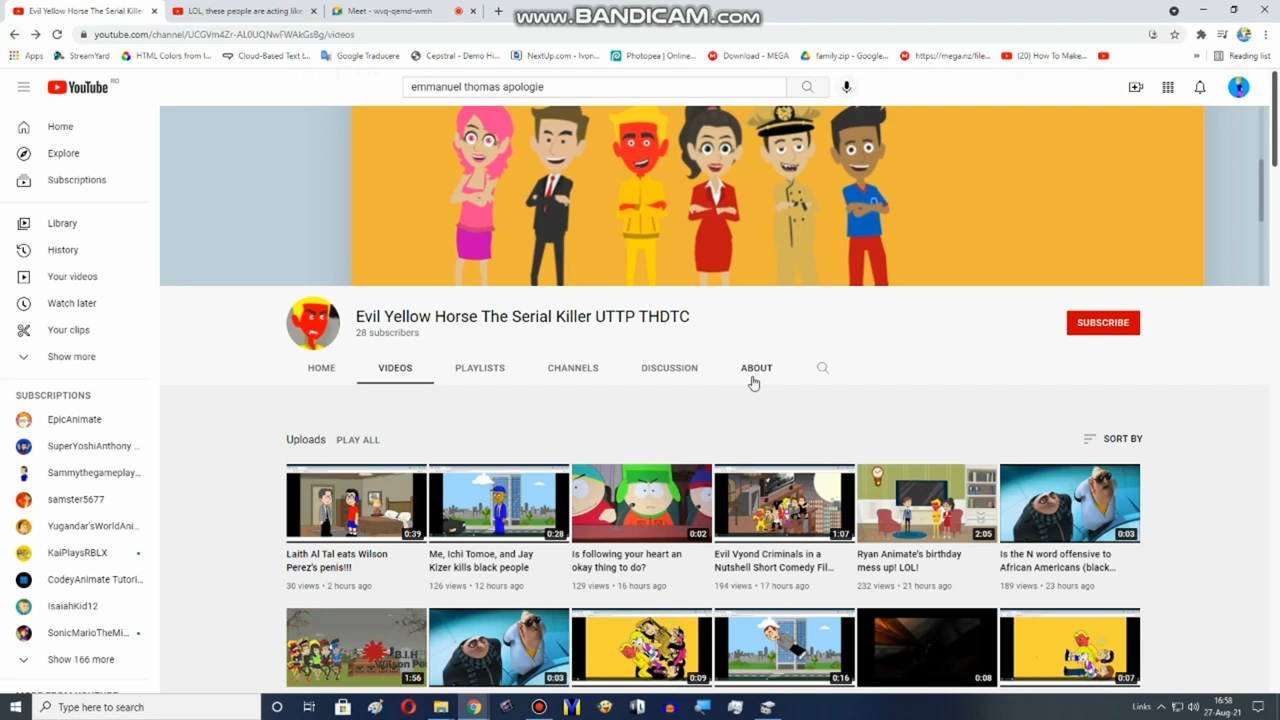 www.BANDICAM.com
Evil Yellow Horse The Serial Killer
LOL, these people are acting like
Meet - wvq-qemd-wmh
youtube.com/channel/UCGVm4Zr-AL0UQNwFWAkGsBg/videos
Apps
StreamYard
HTML Colors from I...
Cloud-Based Text t...
Google Traducere
Cepstral - Demo Hi...
NextUp.com - Ivon...
Photopea | Online...
Download - MEGA
family.zip - Google...
https://mega.nz/file...
(20) How To Make...
»
Reading list
YouTube RO
emmanuel thomas apologie
Home
Explore
Subscriptions
Library
History
Your videos
Watch later
Your clips
Show more
SUBSCRIPTIONS
EpicAnimate
SuperYoshiAnthony ...
Sammythegameplay...
samster5677
Yugandar'sWorldAni...
KaiPlaysRBLX
CodeyAnimate Tutori...
IsaiahKid12
SonicMarioTheMi...
Show 166 more
MORE FROM YOUTUBE
Evil Yellow Horse The Serial Killer UTTP THDTC
28 subscribers
SUBSCRIBE
HOME
VIDEOS
PLAYLISTS
CHANNELS
DISCUSSION
ABOUT
Uploads
PLAY ALL
SORT BY
0:39
0:28
0:02
1:07
2:05
0:03
Laith Al Tal eats Wilson
Perez's penis!!!
30 views • 2 hours ago
Me, Ichi Tomoe, and Jay
Kizer kills black people
126 views • 12 hours ago
Is following your heart an
okay thing to do?
129 views • 16 hours ago
Evil Vyond Criminals in a
Nutshell Short Comedy Fil...
194 views • 17 hours ago
Ryan Animate's birthday
mess up! LOL!
232 views • 21 hours ago
Is the N word offensive to
African Americans (black...
189 views • 23 hours ago
B.I.H
Wilson Pe
1:56
0:03
0:09
0:16
0:08
0:07
Type here to search
Links
16:58
27-Aug-21